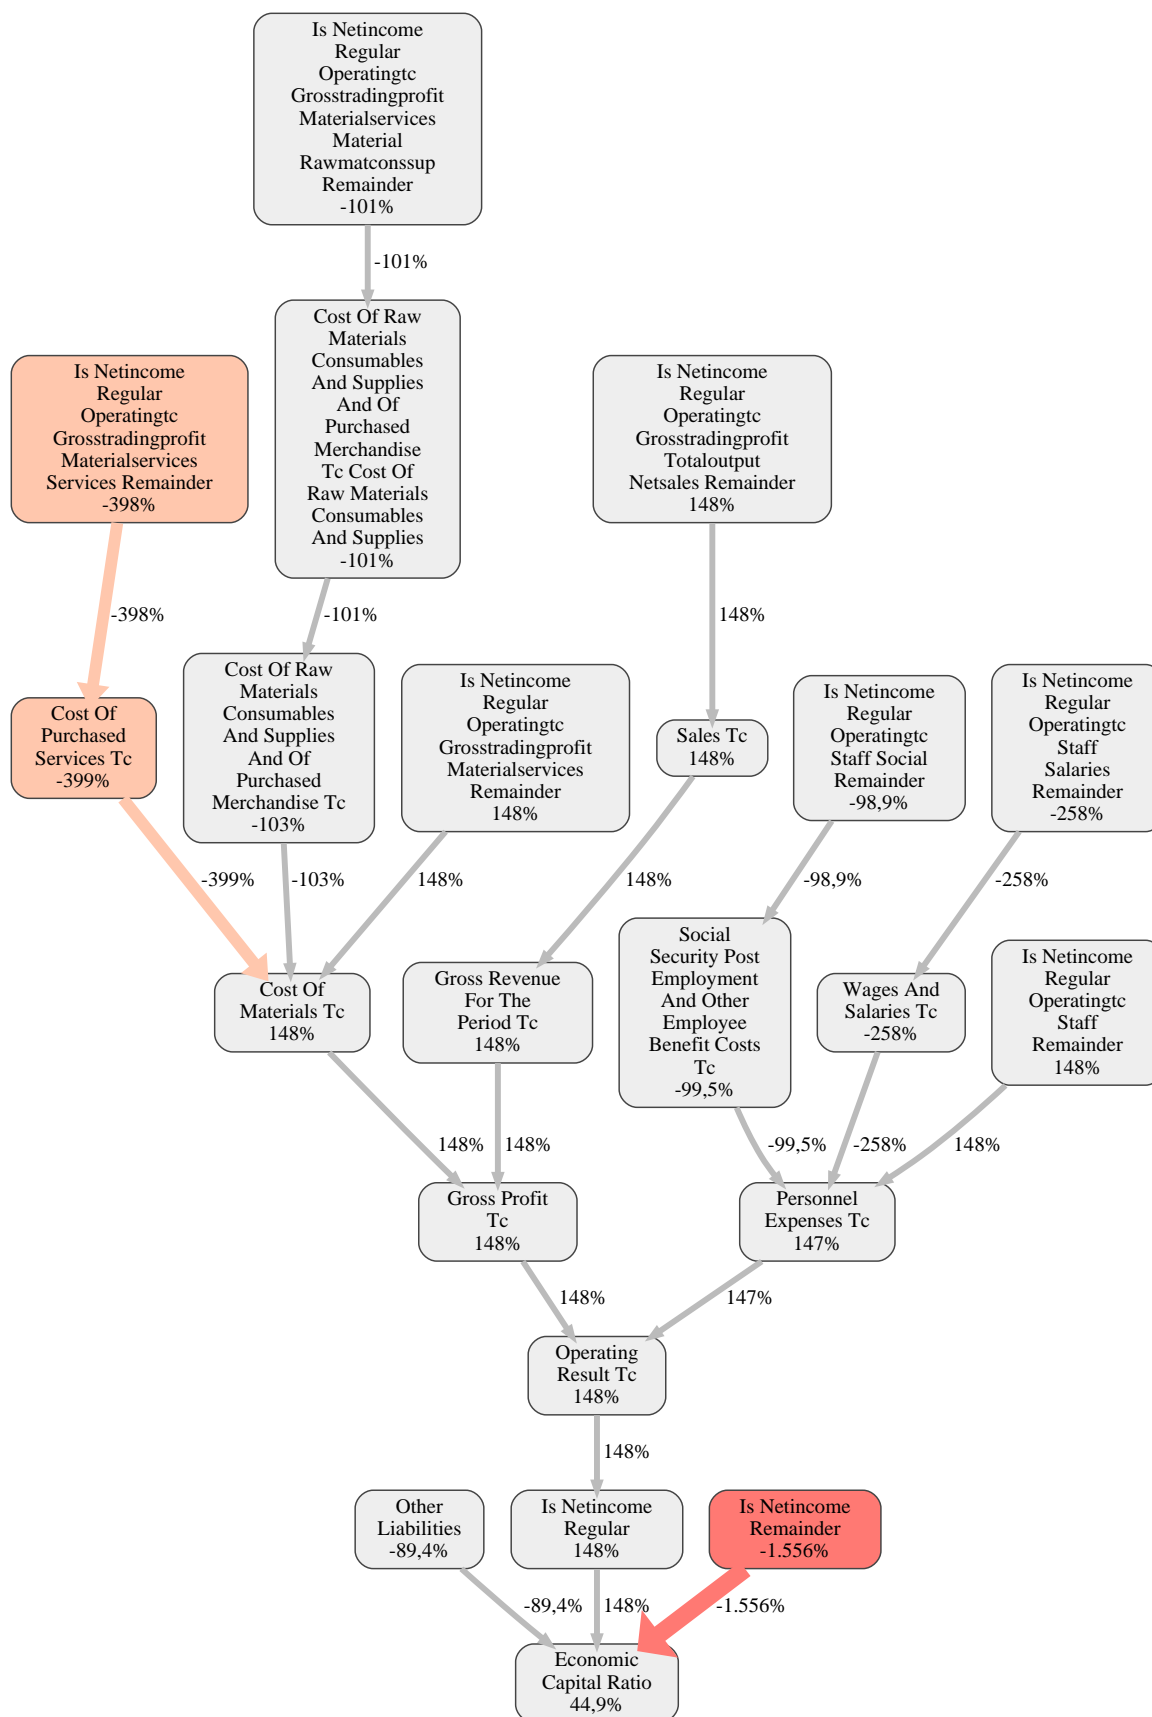 Is Netincome
Regular
Operatingtc
Grosstradingprofit
Materialservices
Material
Rawmatconssup
Remainder
-101%
-101%
Cost Of Raw
Materials
Consumables
And Supplies
And Of
Purchased
Merchandise
Tc Cost Of
Raw Materials
Consumables
And Supplies
-101%
Is Netincome
Regular
Operatingtc
Grosstradingprofit
Materialservices
Services Remainder
-398%
Is Netincome
Regular
Operatingtc
Grosstradingprofit
Totaloutput
Netsales Remainder
148%
-398%
-101%
148%
Cost Of
Purchased
Services Tc
-399%
Cost Of Raw
Materials
Consumables
And Supplies
And Of
Purchased
Merchandise Tc
-103%
Is Netincome
Regular
Operatingtc
Grosstradingprofit
Materialservices
Remainder
148%
Sales Tc
148%
Is Netincome
Regular
Operatingtc
Staff Social
Remainder
-98,9%
Is Netincome
Regular
Operatingtc
Staff
Salaries
Remainder
-258%
-399%
-103%
148%
148%
-98,9%
-258%
Cost Of
Materials Tc
148%
Gross Revenue
For The
Period Tc
148%
Social
Security Post
Employment
And Other
Employee
Benefit Costs
Tc
-99,5%
Wages And
Salaries Tc
-258%
Is Netincome
Regular
Operatingtc
Staff
Remainder
148%
148%
148%
-99,5%
-258%
148%
Gross Profit
Tc
148%
Personnel
Expenses Tc
147%
148%
147%
Operating
Result Tc
148%
148%
Other
Liabilities
-89,4%
Is Netincome
Regular
148%
Is Netincome
Remainder
-1.556%
-89,4%
148%
-1.556%
Economic
Capital Ratio
44,9%